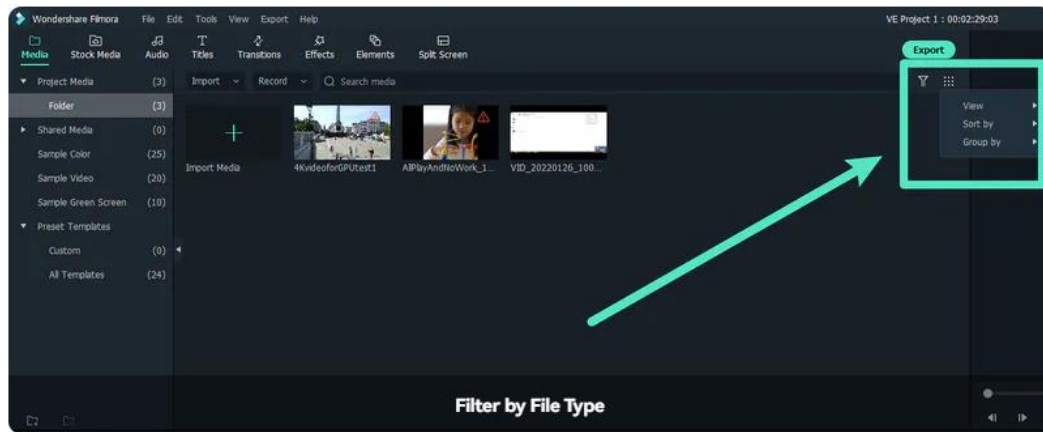 Wondershare Filmora File Edit Tools View Export Help VE Project 1 : 00:02:29:03
Media Stock Media Audio Titles Transitions Effects Elements Split Screen
Export
Project Media (3)
Import Record Search media
Folder (3)
View
Shared Media (0)
Sort by
Sample Color (25)
Group by
Import Media 4KvideoforGPUtest1 AllPlayAndNoWork_1... VID_20220126_100...
Sample Video (20)
Sample Green Screen (10)
Preset Templates
Custom (0)
All Templates (24)
Filter by File Type